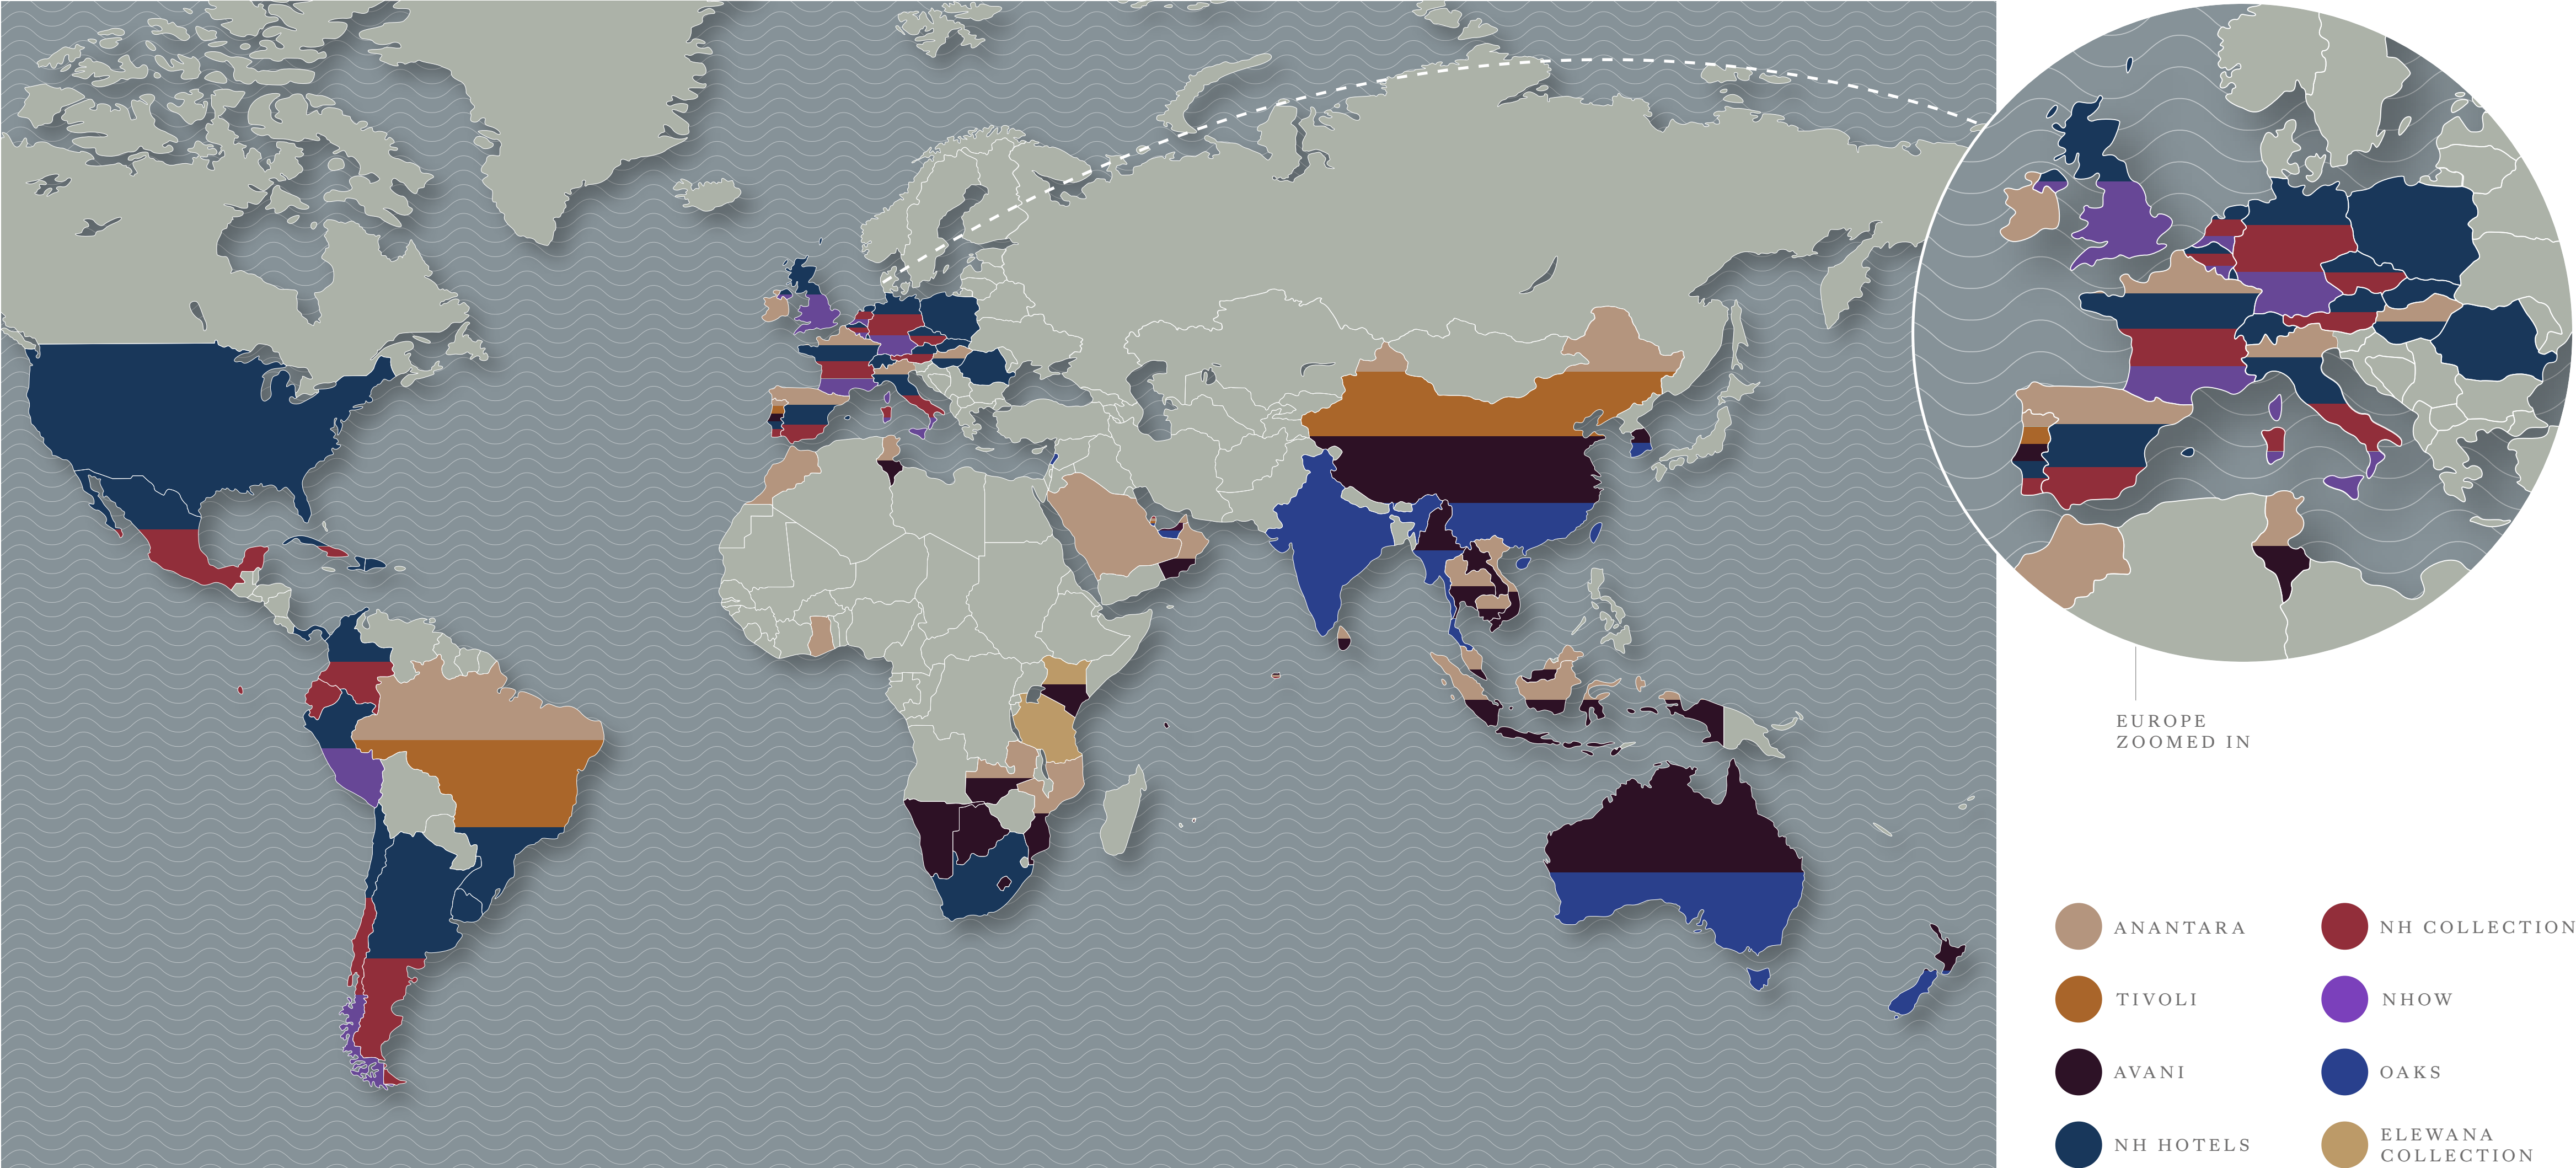 EUROPE
ZOOMED IN
ANANTARA
TIVOLI
AVANI
NH HOTELS
NH COLLECTION
NHOW
OAKS
ELEWANA
COLLECTION